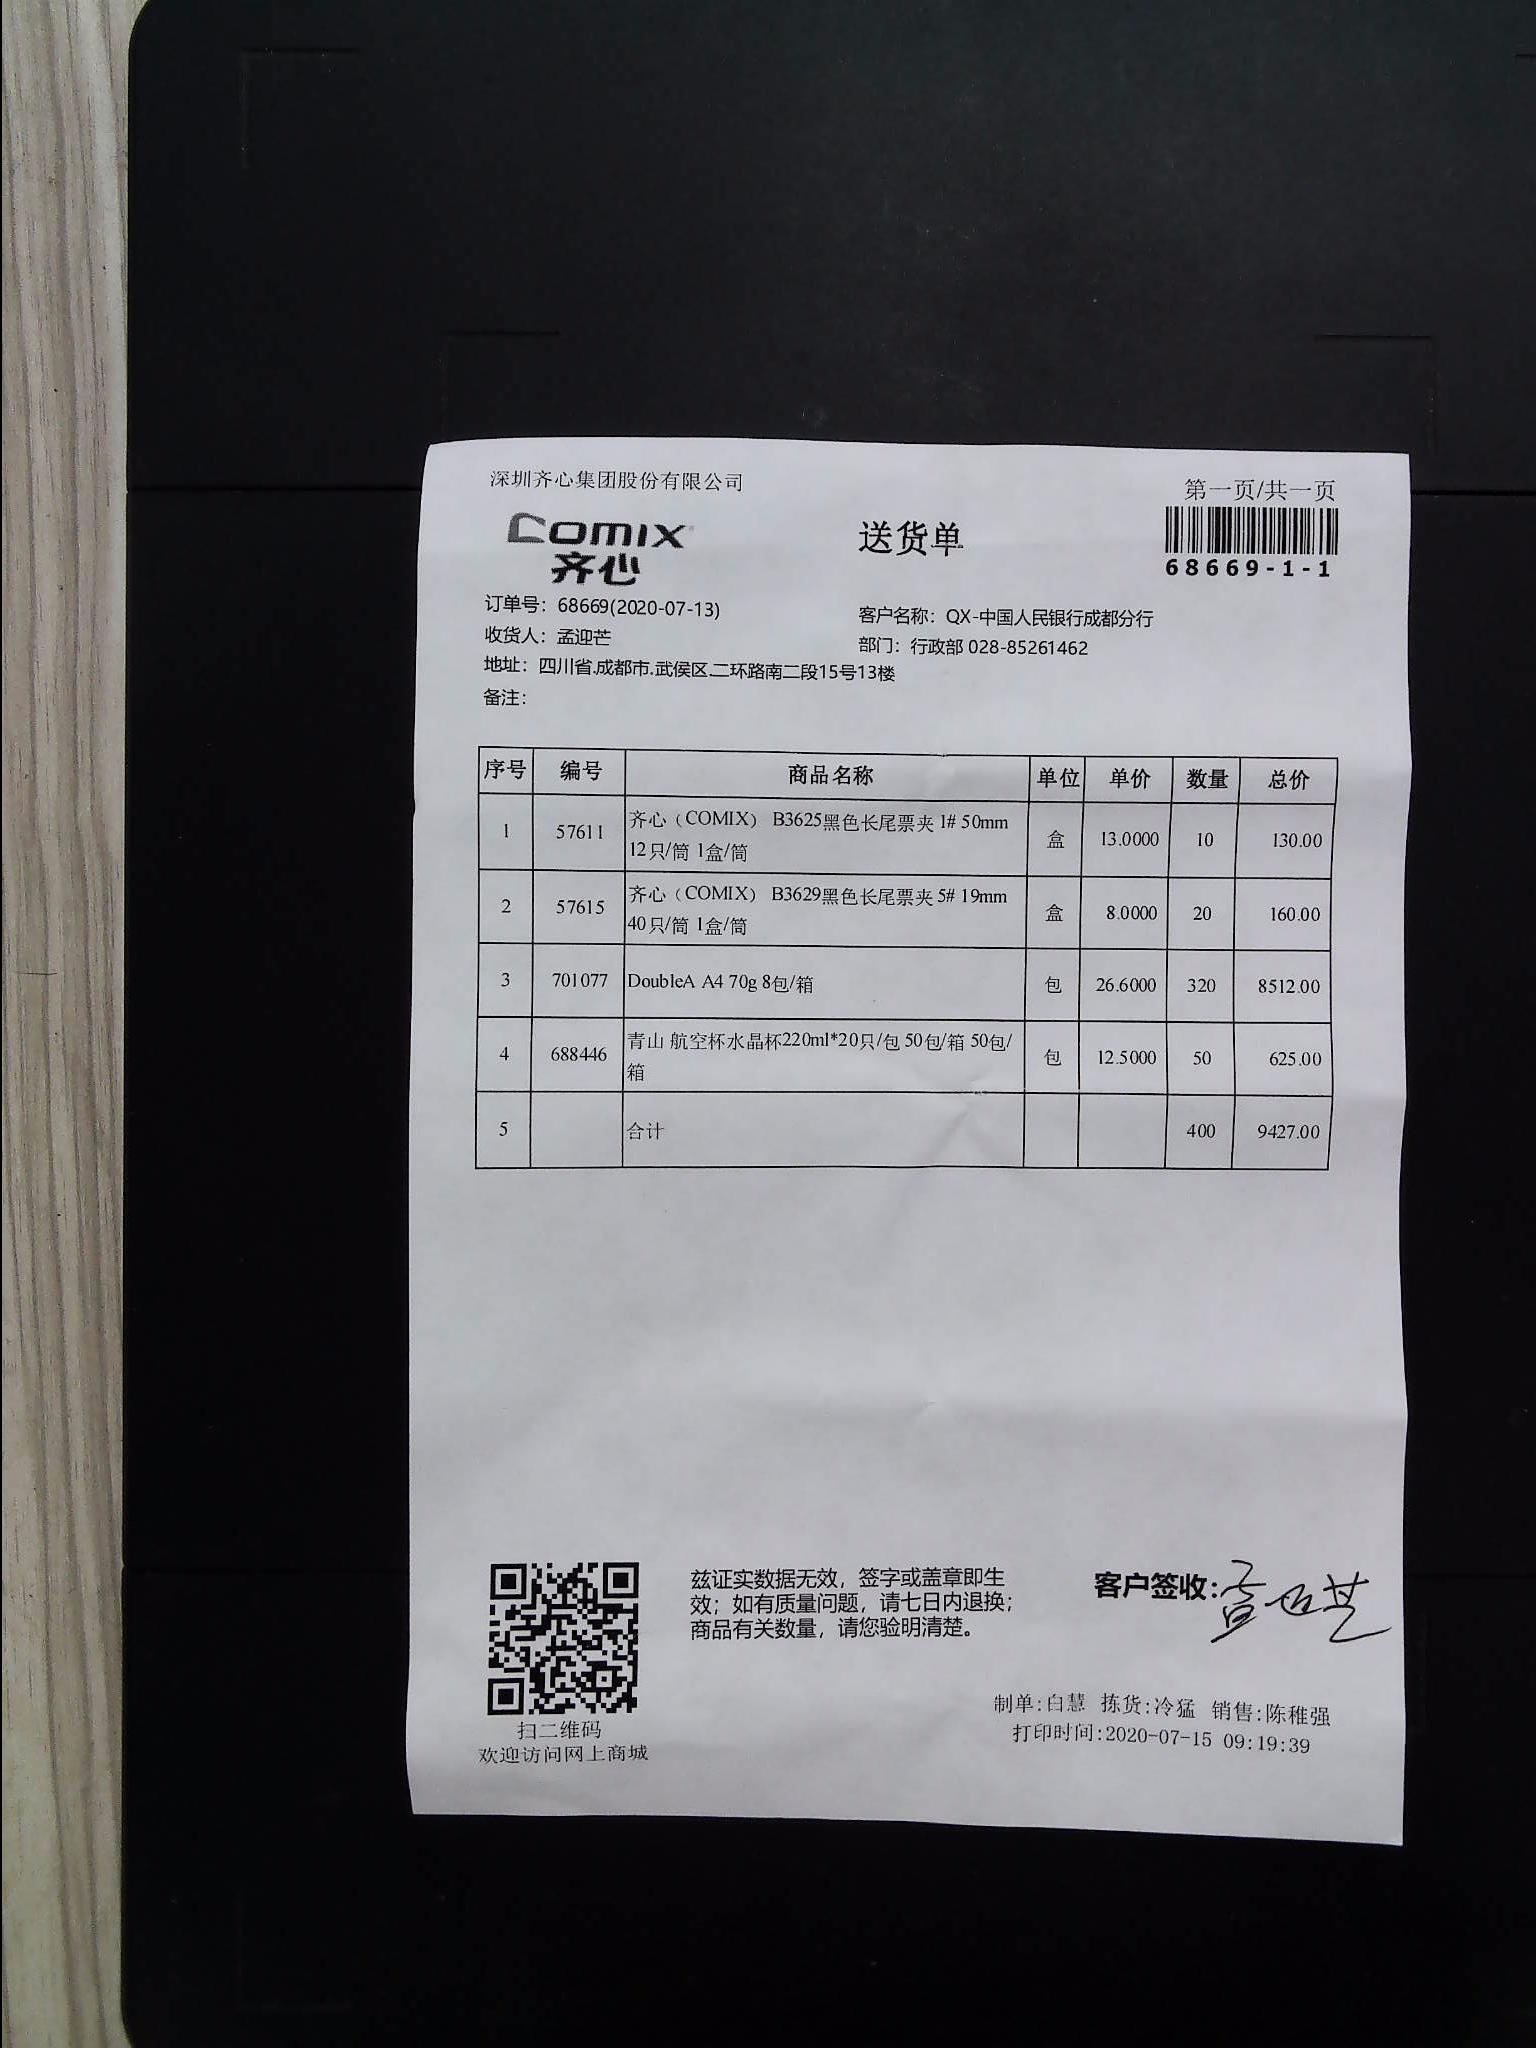 深圳齐心集团股份有限公司
第一页/共一页
COMIX
齐心
送货单
68669-1-1
订单号：68669(2020-07-13)
客户名称：QX-中国人民银行成都分行
收货人：孟迎芒
部门：行政部 028-85261462
地址：四川省.成都市.武侯区.二环路南二段15号13楼
备注：
序号 编号 商品名称 单位 单价 数量 总价
1 57611 齐心（COMIX） B3625黑色长尾票夹 1# 50mm 12只/筒 1盒/筒 盒 13.0000 10 130.00
2 57615 齐心（COMIX） B3629黑色长尾票夹 5# 19mm 40只/筒 1盒/筒 盒 8.0000 20 160.00
3 701077 DoubleA A4 70g 8包/箱 包 26.6000 320 8512.00
4 688446 青山 航空杯水晶杯220ml*20只/包 50包/箱 50包/箱 包 12.5000 50 625.00
5 合计 400 9427.00
兹证实数据无效，签字或盖章即生
效；如有质量问题，请七日内退换；
商品有关数量，请您验明清楚。
客户签收：
扫二维码
欢迎访问网上商城
制单:白慧 拣货:冷猛 销售:陈稚强
打印时间:2020-07-15 09:19:39